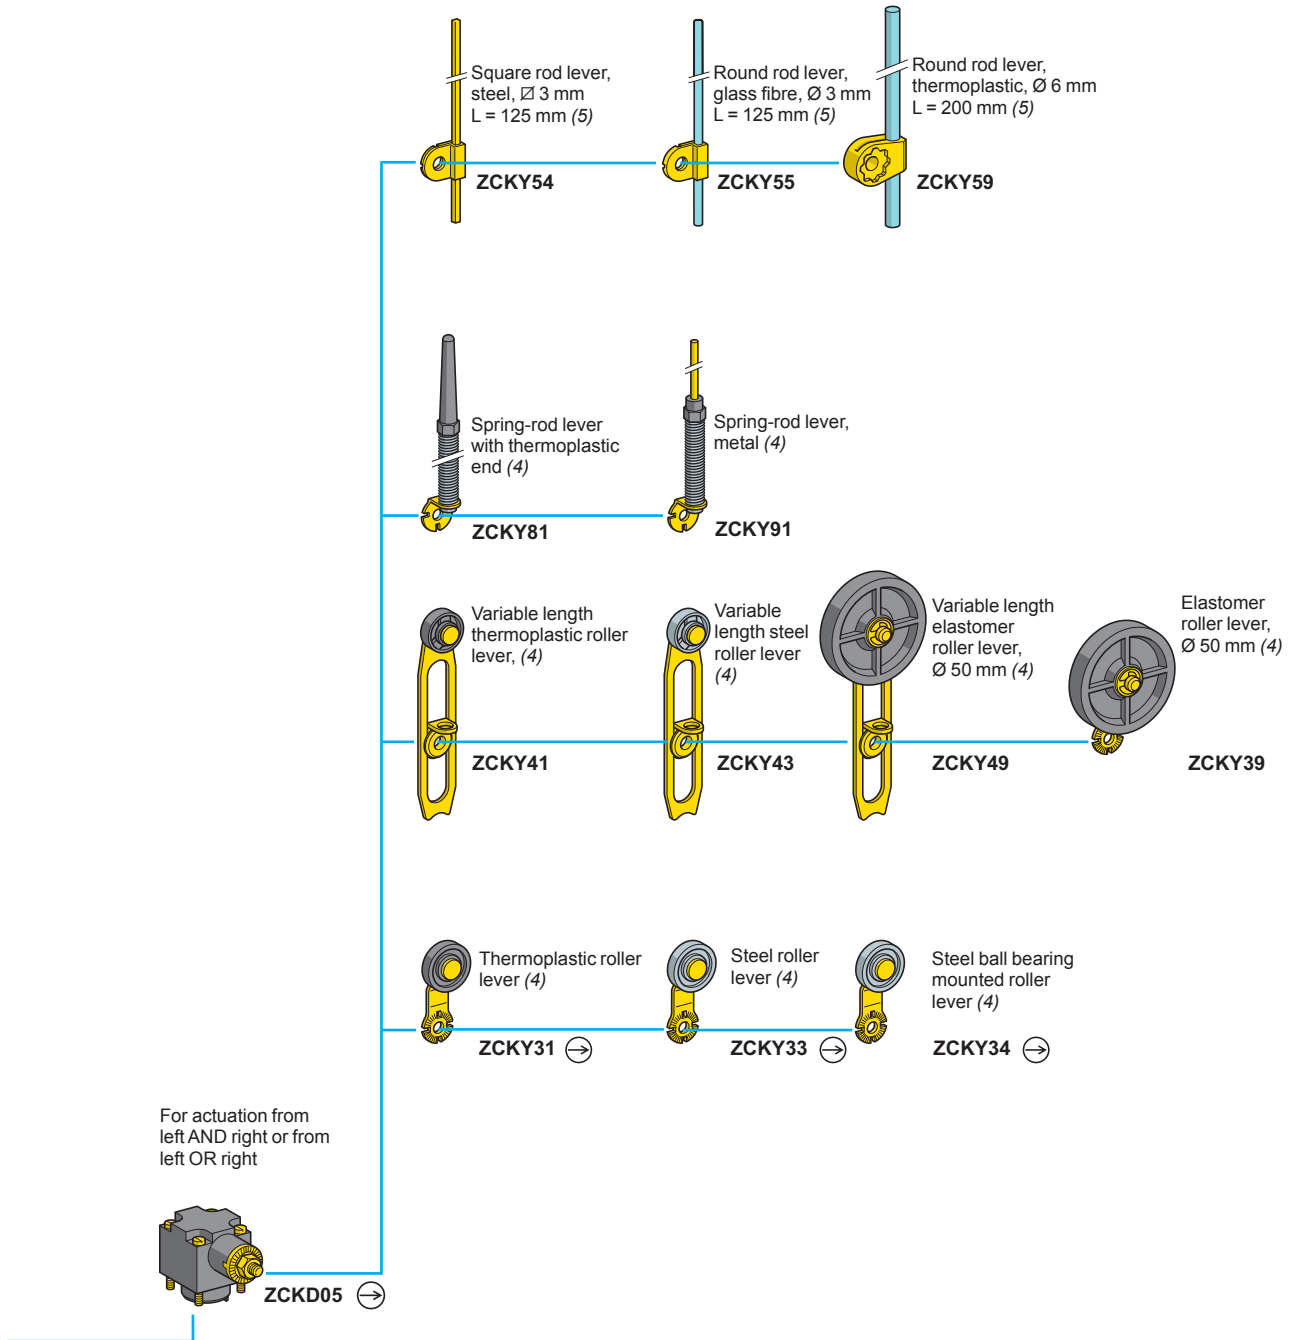 Square rod lever,
steel, ⍁ 3 mm
L = 125 mm (5)
ZCKY54
Round rod lever,
glass fibre, Ø 3 mm
L = 125 mm (5)
ZCKY55
Round rod lever,
thermoplastic, Ø 6 mm
L = 200 mm (5)
ZCKY59
Spring-rod lever
with thermoplastic
end (4)
ZCKY81
Spring-rod lever,
metal (4)
ZCKY91
Variable length
thermoplastic roller
lever, (4)
ZCKY41
Variable
length steel
roller lever
(4)
ZCKY43
Variable length
elastomer
roller lever,
Ø 50 mm (4)
ZCKY49
Elastomer
roller lever,
Ø 50 mm (4)
ZCKY39
Thermoplastic roller
lever (4)
ZCKY31
Steel roller
lever (4)
ZCKY33
Steel ball bearing
mounted roller
lever (4)
ZCKY34
For actuation from
left AND right or from
left OR right
ZCKD05